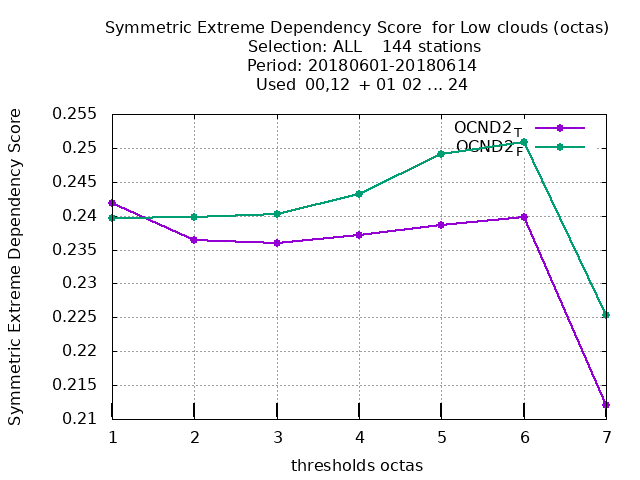 Symmetric Extreme Dependency Score  for Low clouds (octas)
Selection: ALL    144 stations
Period: 20180601-20180614
Used  00,12  + 01 02 ... 24
Symmetric Extreme Dependency Score
0.255
0.25
0.245
0.24
0.235
0.23
0.225
0.22
0.215
0.21
OCND2T
OCND2F
1 2 3 4 5 6 7
thresholds octas